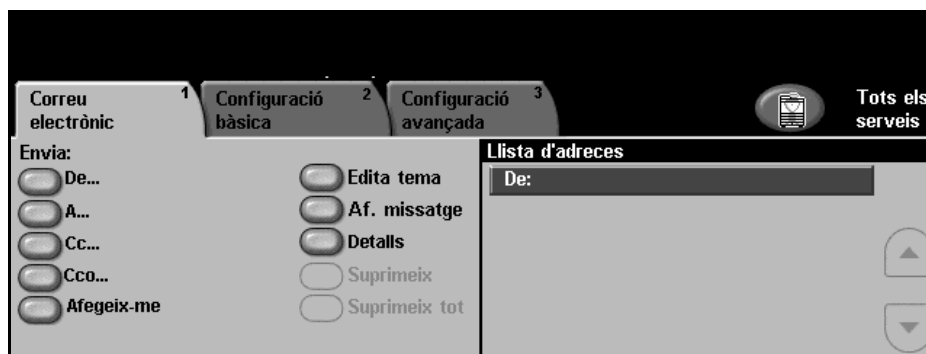 Correu 1
electrònic
Configuració 2
bàsica
Configuració 3
avançada
Tots els
serveis
Envia:
De...
A...
Cc...
Cco...
Afegeix-me
Edita tema
Af. missatge
Detalls
Suprimeix
Suprimeix tot
Llista d'adreces
De: